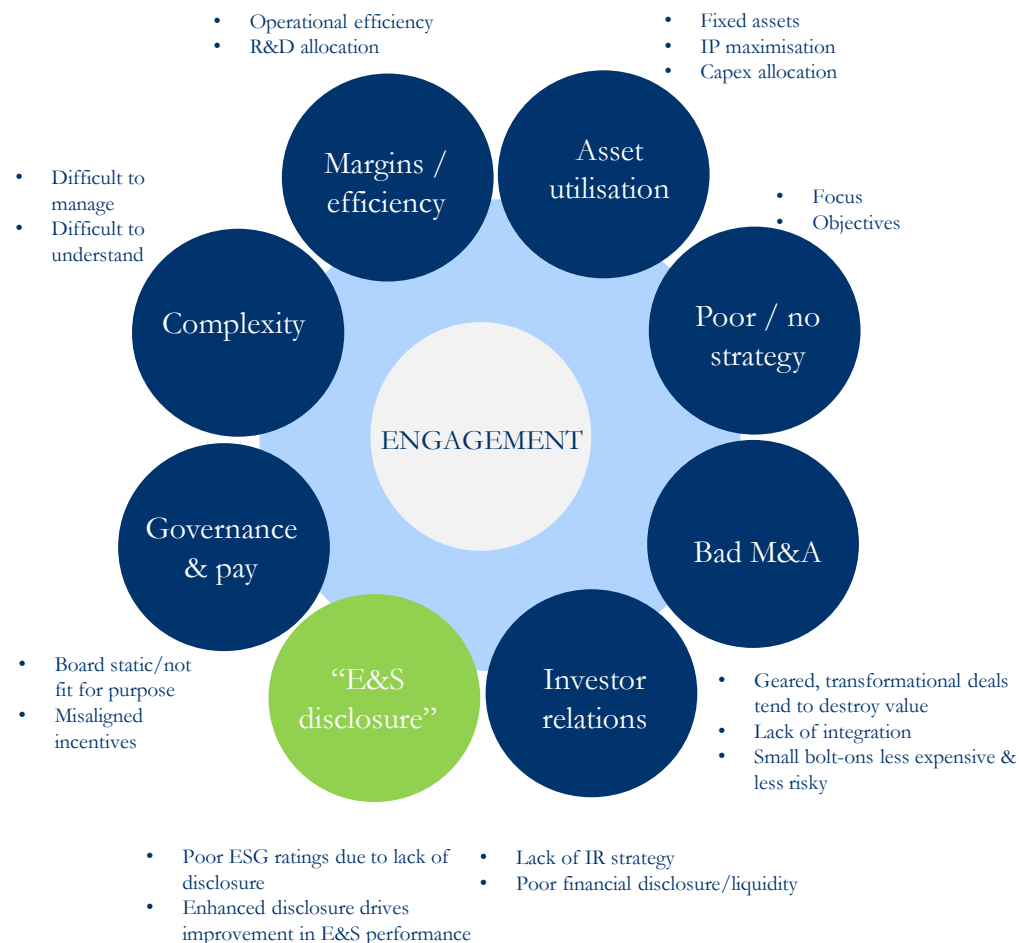 • Operational efficiency
• R&D allocation
• Fixed assets
• IP maximisation
• Capex allocation
Margins /
efficiency
Asset
utilisation
• Difficult to
manage
• Difficult to
understand
• Focus
• Objectives
Complexity
Poor / no
strategy
ENGAGEMENT
Governance
& pay
Bad M&A
• Board static/not
fit for purpose
• Misaligned
incentives
“E&S
disclosure”
Investor
relations
• Geared, transformational deals
tend to destroy value
• Lack of integration
• Small bolt-ons less expensive &
less risky
• Poor ESG ratings due to lack of
disclosure
• Enhanced disclosure drives
improvement in E&S performance
• Lack of IR strategy
• Poor financial disclosure/liquidity